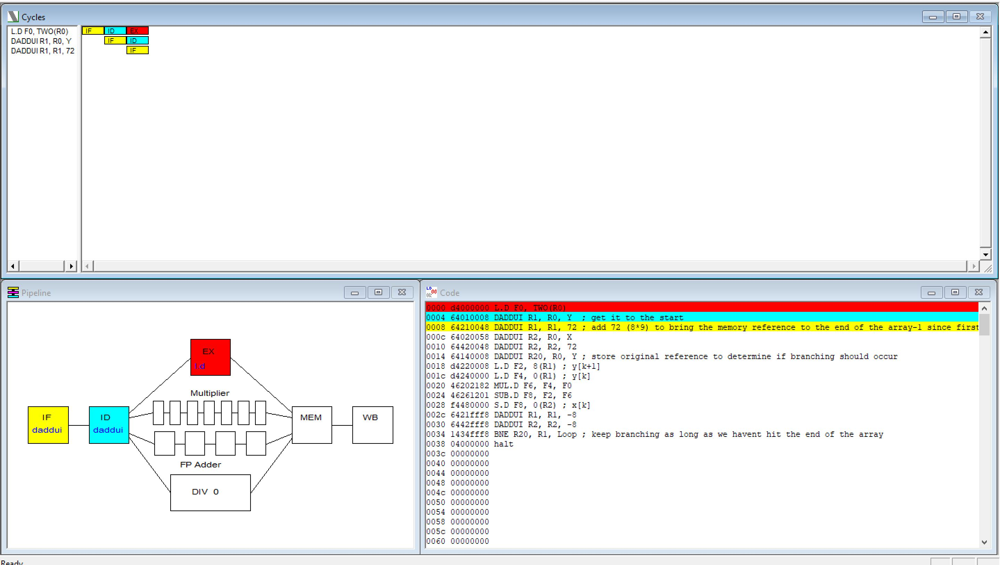 Cycles
L.D F0, TWO(R0) IF ID EX
DADDUI R1, R0, Y IF ID
DADDUI R1, R1, 72 IF
Pipeline
EX
l.d
Multiplier
IF
daddui
ID
daddui
MEM
WB
FP Adder
DIV 0
Code
0000 d4000000 L.D F0, TWO(R0)
0004 64010008 DADDUI R1, R0, Y ; get it to the start
0008 64210048 DADDUI R1, R1, 72 ; add 72 (8*9) to bring the memory reference to the end of the array-1 since first
000c 64020058 DADDUI R2, R0, X
0010 64420048 DADDUI R2, R2, 72
0014 64140008 DADDUI R20, R0, Y ; store original reference to determine if branching should occur
0018 d4220008 L.D F2, 8(R1) ; y[k+1]
001c d4240000 L.D F4, 0(R1) ; y[k]
0020 46202182 MUL.D F6, F4, F0
0024 46261201 SUB.D F8, F2, F6
0028 f4480000 S.D F8, 0(R2) ; x[k]
002c 6421fff8 DADDUI R1, R1, -8
0030 6442fff8 DADDUI R2, R2, -8
0034 1434fff8 BNE R20, R1, Loop ; keep branching as long as we havent hit the end of the array
0038 04000000 halt
003c 00000000
0040 00000000
0044 00000000
0048 00000000
004c 00000000
0050 00000000
0054 00000000
0058 00000000
005c 00000000
0060 00000000
Ready